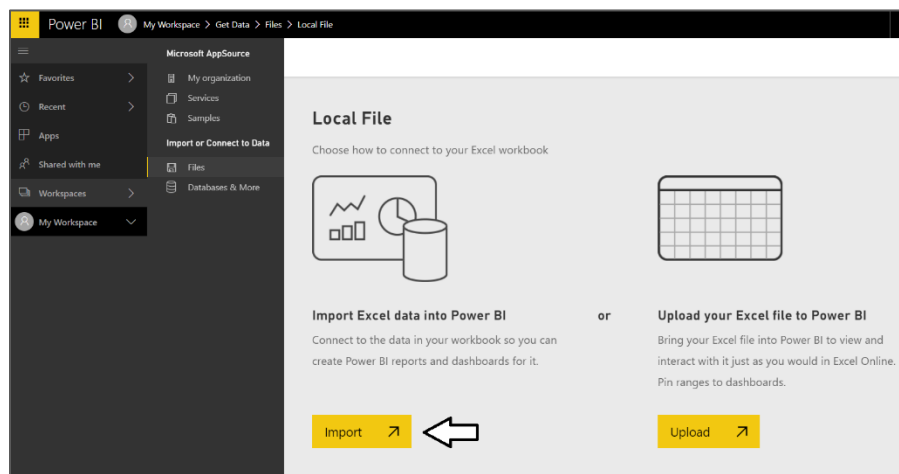 Power BI
My Workspace > Get Data > Files > Local File
Favorites
Recent
Apps
Shared with me
Workspaces
My Workspace
Microsoft AppSource
My organization
Services
Samples
Import or Connect to Data
Files
Databases & More
Local File
Choose how to connect to your Excel workbook
Import Excel data into Power BI
Connect to the data in your workbook so you can
create Power BI reports and dashboards for it.
Import
or
Upload your Excel file to Power BI
Bring your Excel file into Power BI to view and
interact with it just as you would in Excel Online.
Pin ranges to dashboards.
Upload